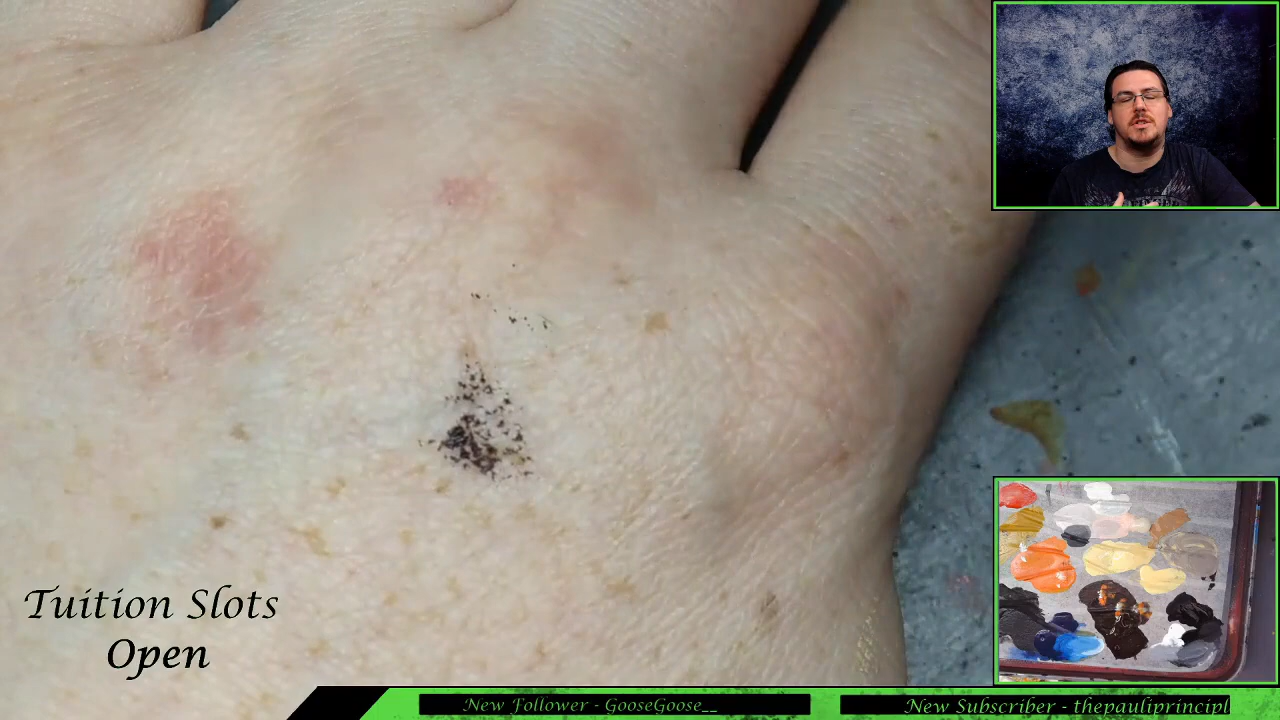 Tuition Slots
Open
New Follower - GooseGoose__
New Subscriber - thepauliprincipl